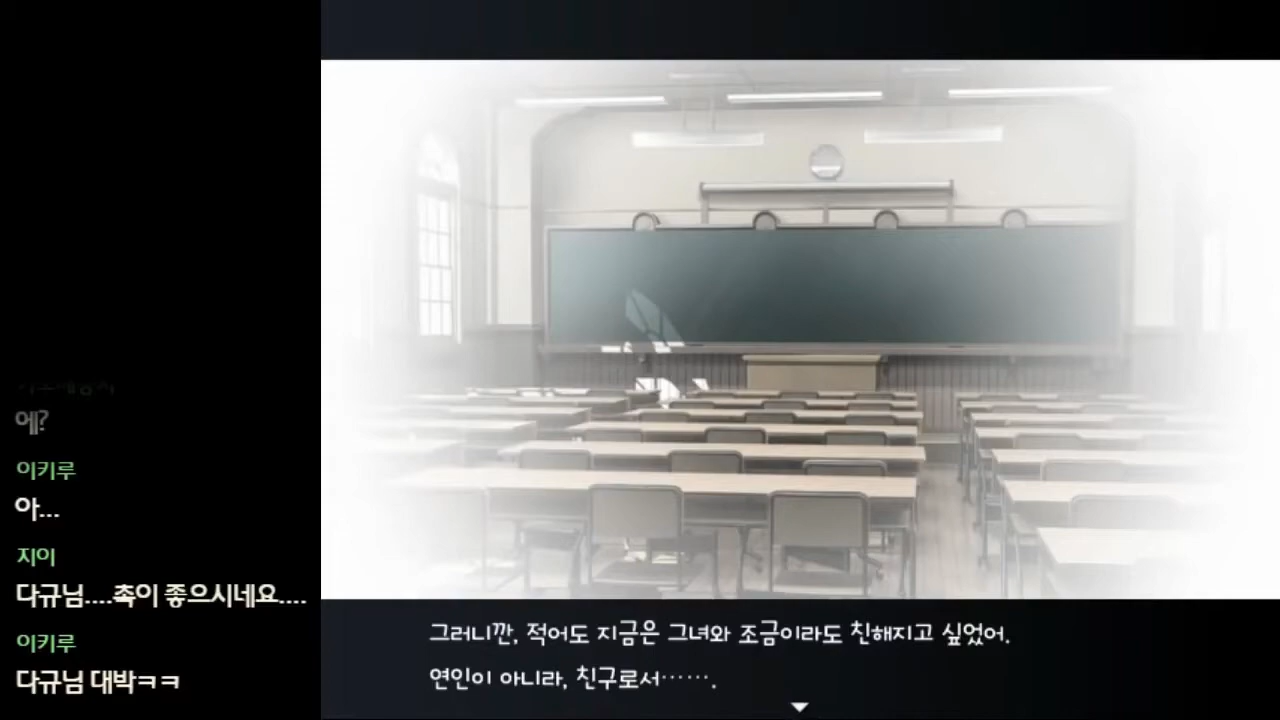 에?
이키루
아...
지이
다규님....촉이 좋으시네요....
이키루
다규님 대박ㅋㅋ
그러니깐, 적어도 지금은 그녀와 조금이라도 친해지고 싶었어.
연인이 아니라, 친구로서…….